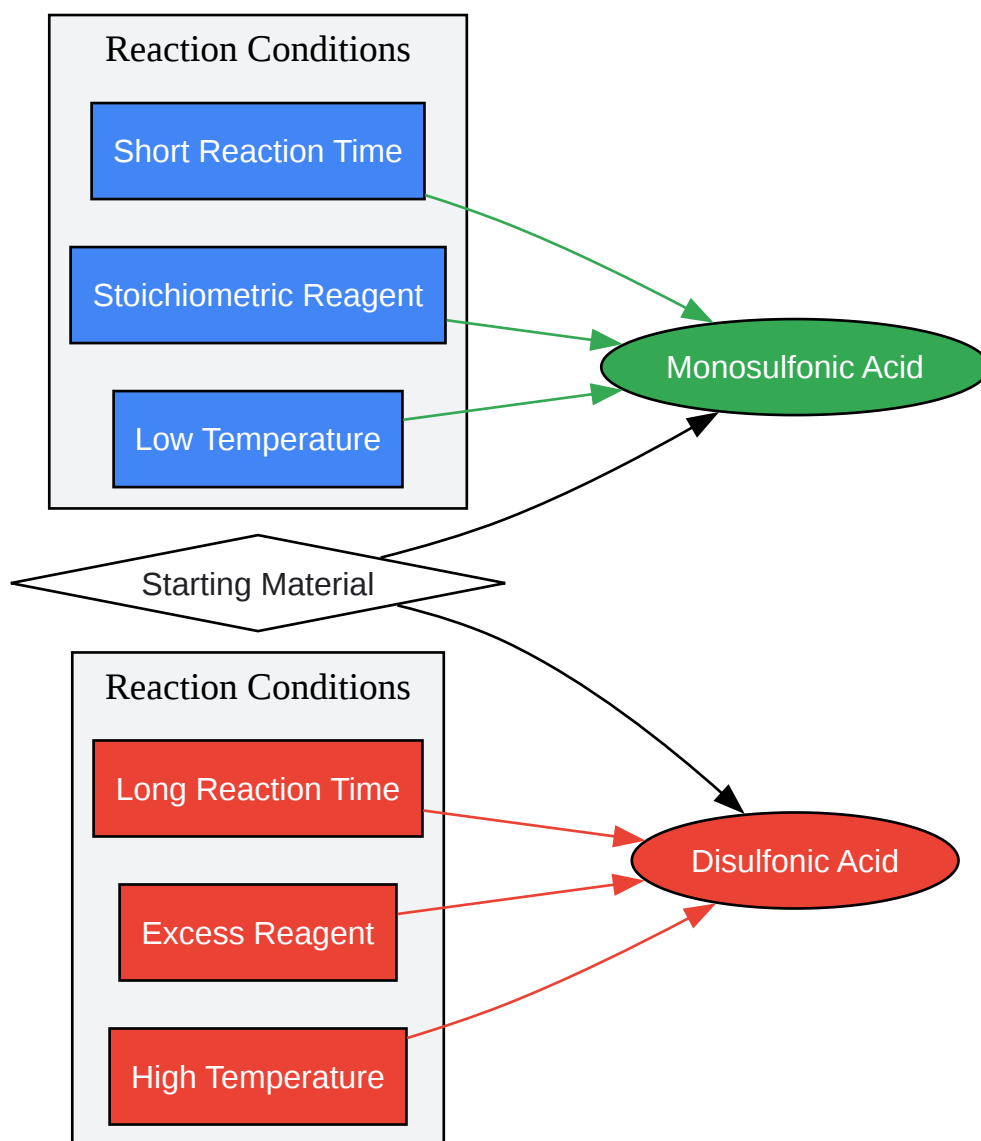 Reaction Conditions
Short Reaction Time
Stoichiometric Reagent
Low Temperature
Monosulfonic Acid
Starting Material
Reaction Conditions
Long Reaction Time
Excess Reagent
High Temperature
Disulfonic Acid